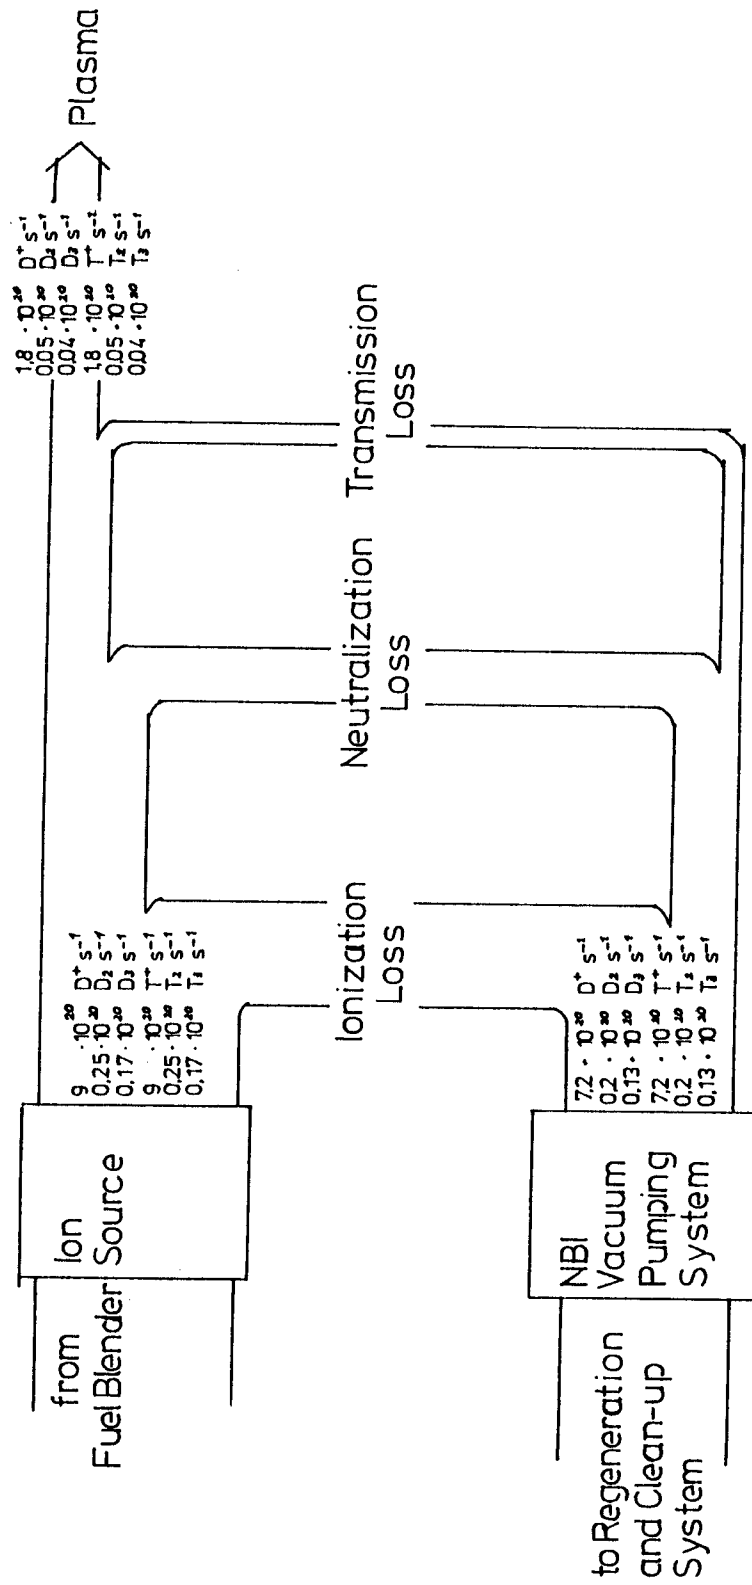 from
Fuel Blender
Ion
Source
9 · 10²⁰ D⁺ s⁻¹
0,25 · 10²⁰ D₂ s⁻¹
0,17 · 10²⁰ D₃ s⁻¹
9 · 10²⁰ T⁺ s⁻¹
0,25 · 10²⁰ T₂ s⁻¹
0,17 · 10²⁰ T₃ s⁻¹
1,8 · 10²⁰ D⁺ s⁻¹
0,05 · 10²⁰ D₂ s⁻¹
0,04 · 10²⁰ D₃ s⁻¹
1,8 · 10²⁰ T⁺ s⁻²
0,05 · 10²⁰ T₂ s⁻¹
0,04 · 10²⁰ T₃ s⁻¹
Plasma
Ionization
Loss
Neutralization
Loss
Transmission
Loss
to Regeneration
and Clean-up
System
NBI
Vacuum
Pumping
System
7,2 · 10²⁰ D⁺ s⁻¹
0,2 · 10²⁰ D₂ s⁻¹
0,13 · 10²⁰ D₃ s⁻¹
7,2 · 10²⁰ T⁺ s⁻¹
0,2 · 10²⁰ T₂ s⁻¹
0,13 · 10²⁰ T₃ s⁻¹